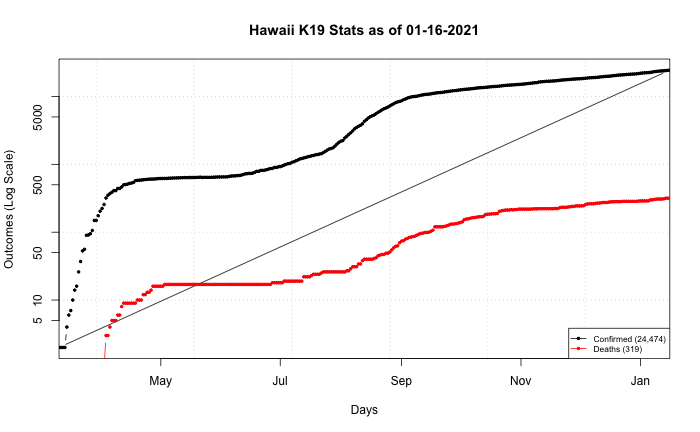 Hawaii K19 Stats as of 01-16-2021
Outcomes (Log Scale)
5000
500
50
10
5
May
Jul
Sep
Nov
Jan
Days
Confirmed (24,474)
Deaths (319)